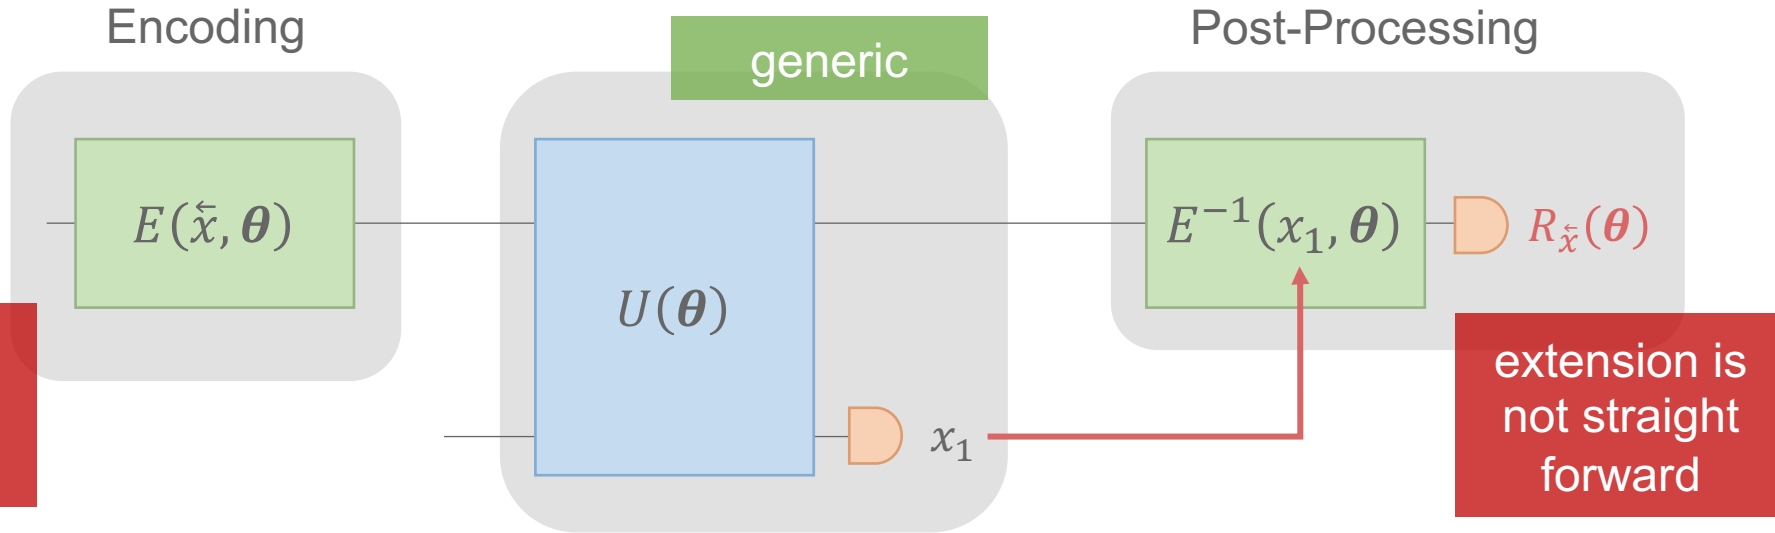 Encoding
generic
Post-Processing
E(x⃖, θ)
U(θ)
E⁻¹(x₁, θ)
R_x⃖(θ)
x₁
extension is
not straight
forward